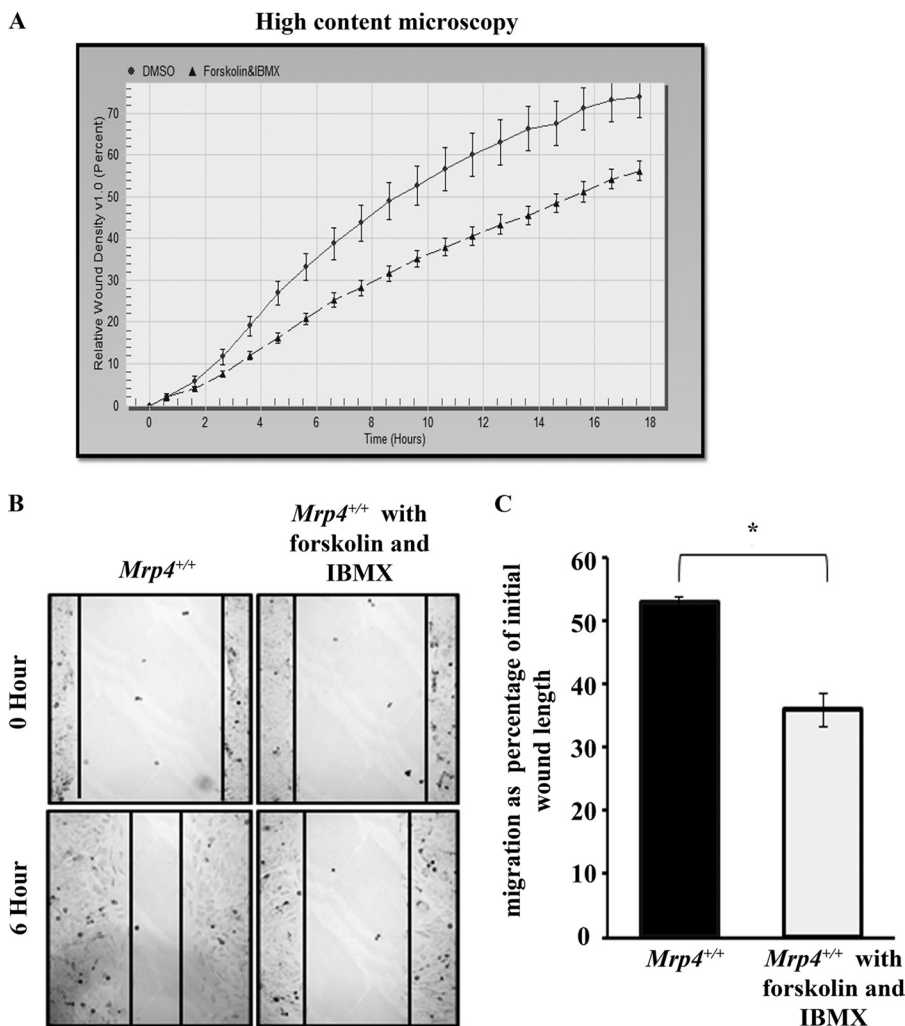 A
High content microscopy
DMSO Forskolin&IBMX
Relative Wound Density v1.0 (Percent)
70
60
50
40
30
20
10
0
0 2 4 6 8 10 12 14 16 18
Time (Hours)
B
Mrp4+/+
Mrp4+/+ with
forskolin and
IBMX
0 Hour
6 Hour
C
*
migration as percentage of initial
wound length
60
50
40
30
20
10
0
Mrp4+/+
Mrp4+/+ with
forskolin and
IBMX